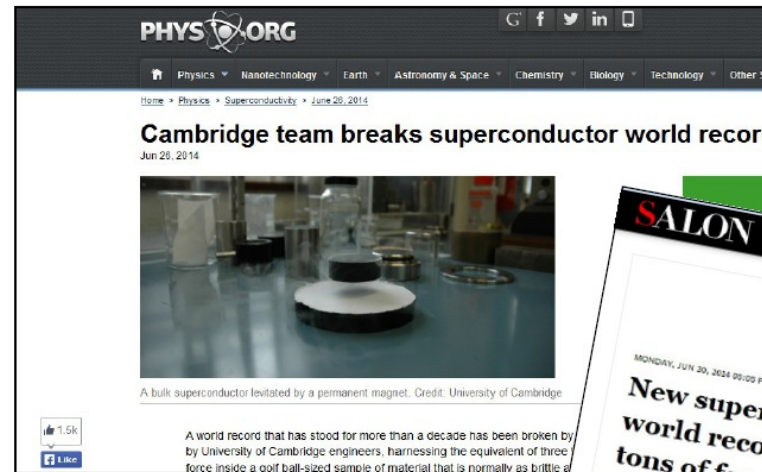 PHYS ORG
G f in
Physics Nanotechnology Earth Astronomy & Space Chemistry Biology Technology Other
Home > Physics > Superconductivity > June 26, 2014
Cambridge team breaks superconductor world recor
Jun 26, 2014
A bulk superconductor levitated by a permanent magnet. Credit: University of Cambridge
1.5k
Like
A world record that has stood for more than a decade has been broken by
by University of Cambridge engineers, harnessing the equivalent of three
force inside a golf ball-sized sample of material that is normally as brittle a
SALON
MONDAY, JUN 30, 2014
New super
world reco
tons of f